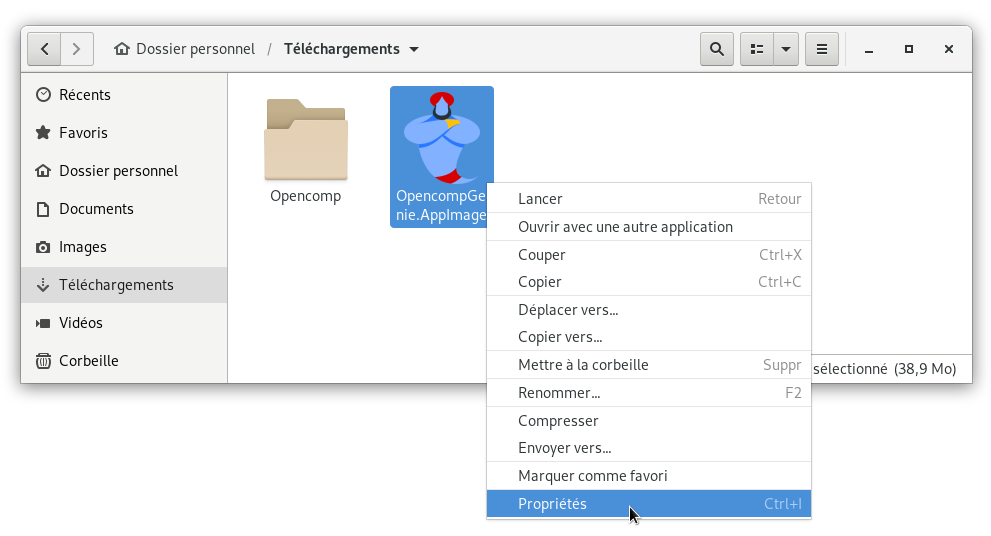 Dossier personnel / Téléchargements
Récents
Favoris
Dossier personnel
Documents
Images
Téléchargements
Vidéos
Corbeille
Opencomp
OpencompGe
nie.AppImage
Lancer Retour
Ouvrir avec une autre application
Couper Ctrl+X
Copier Ctrl+C
Déplacer vers...
Copier vers...
Mettre à la corbeille Suppr
Renommer... F2
Compresser
Envoyer vers...
Marquer comme favori
Propriétés Ctrl+I
sélectionné (38,9 Mo)